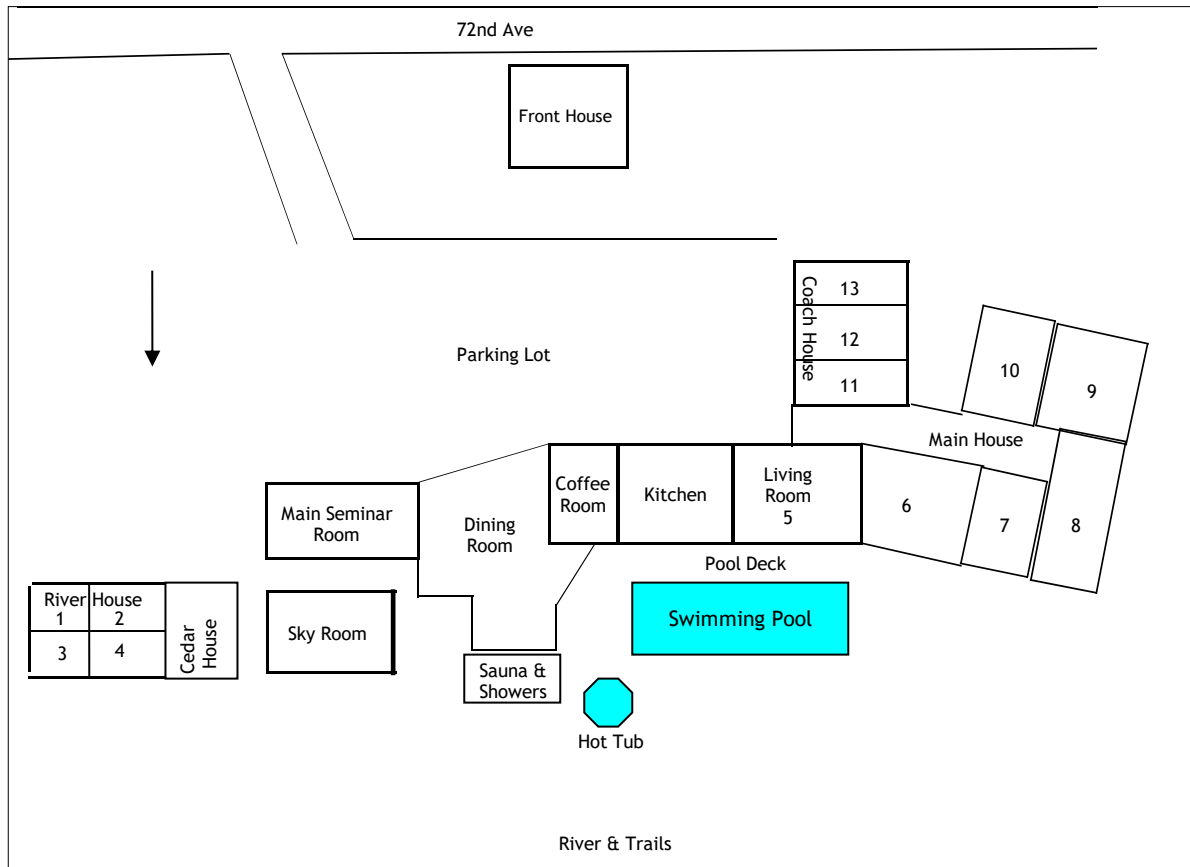 72nd Ave
Front House
Coach House
13
12
11
10
9
Parking Lot
Main House
Coffee
Room
Kitchen
Living
Room
5
6
7
8
Main Seminar
Room
Dining
Room
Pool Deck
River House
1
2
3
4
Cedar
House
Sky Room
Swimming Pool
Sauna &
Showers
Hot Tub
River & Trails